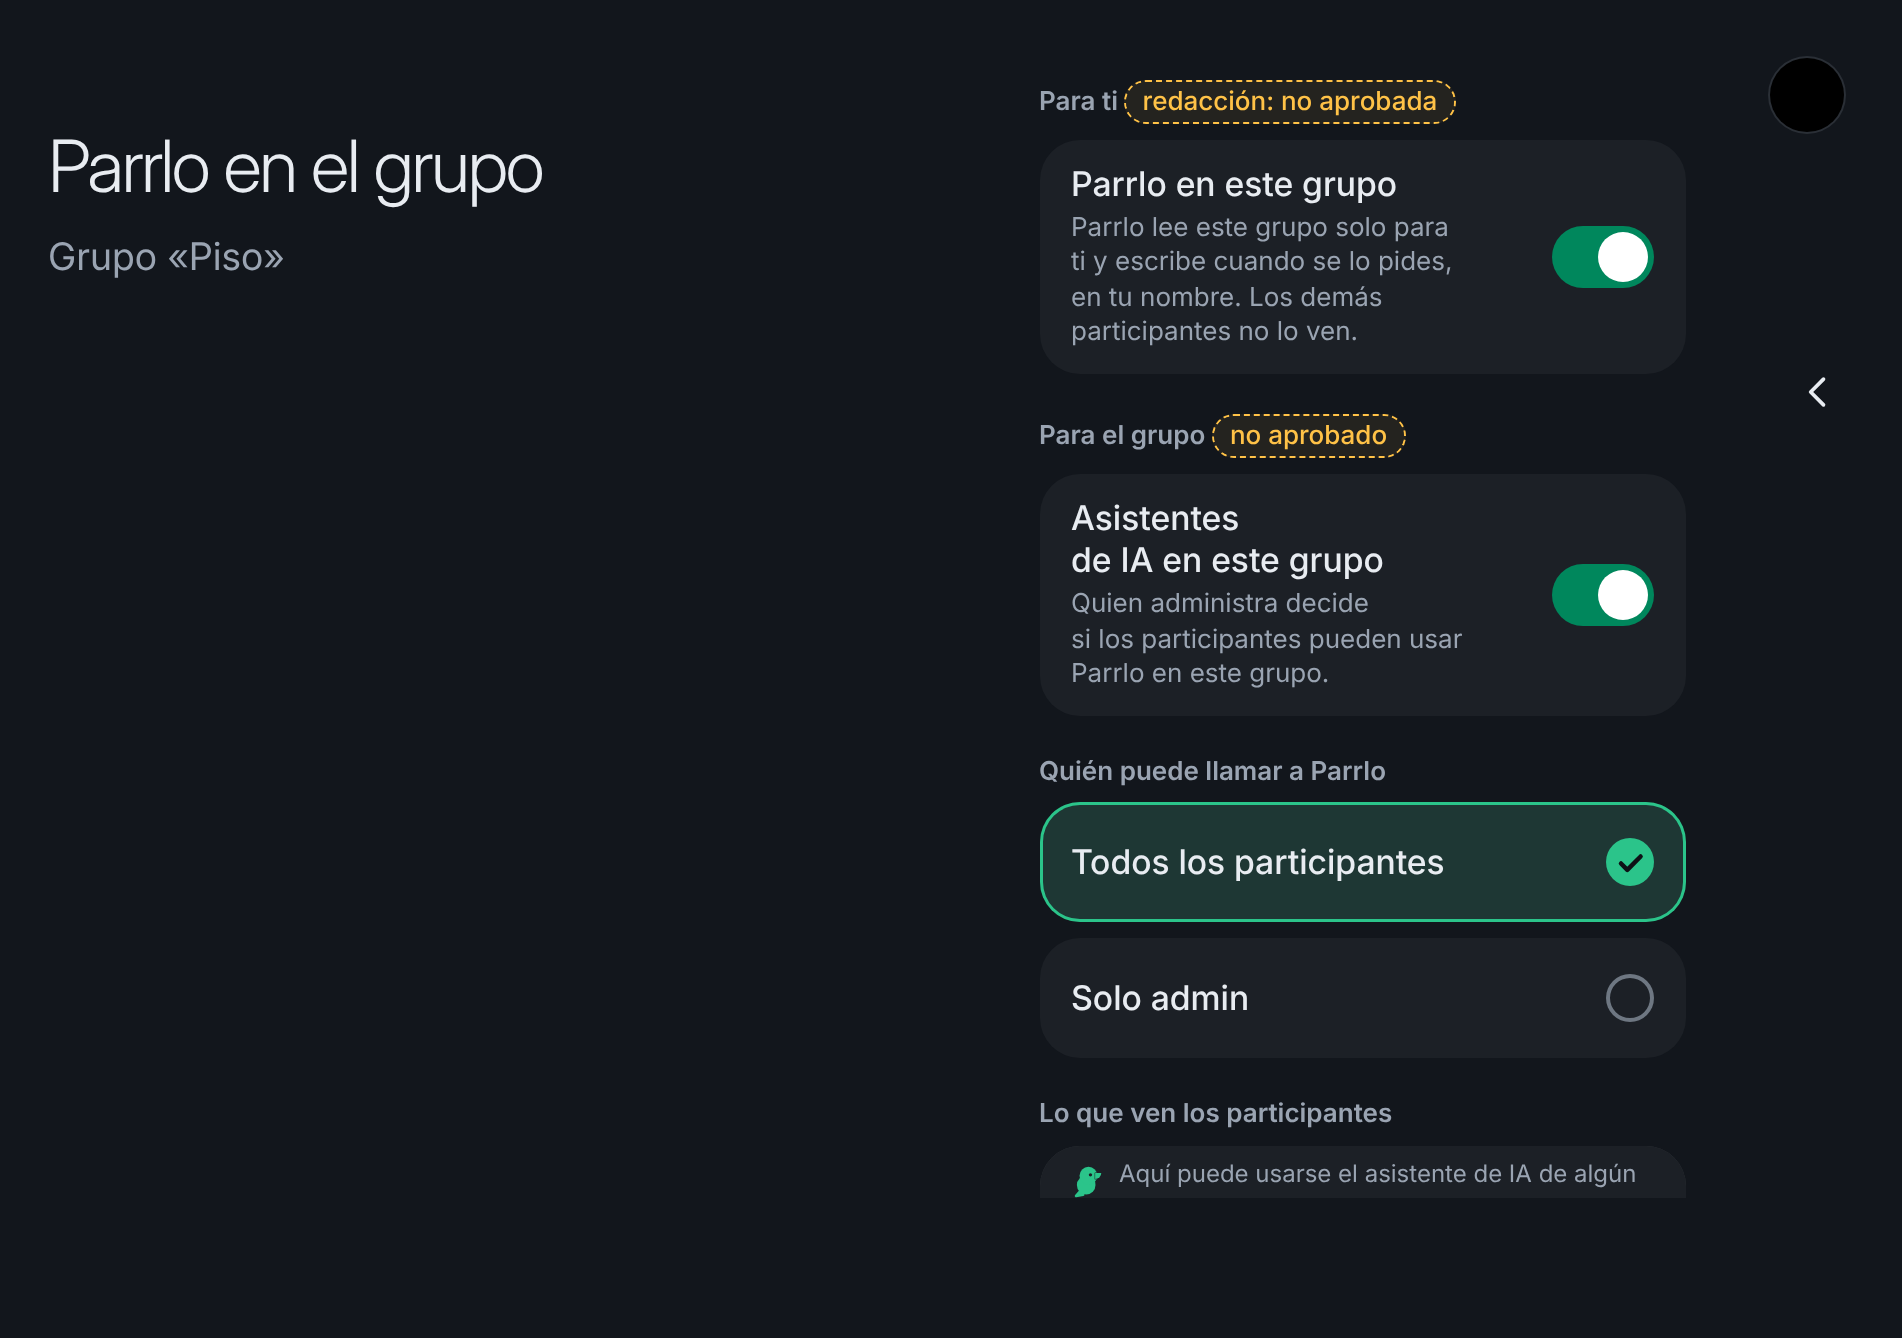 Parrlo en el grupo
Grupo «Piso»
Para ti redacción: no aprobada
Parrlo en este grupo
Parrlo lee este grupo solo para
ti y escribe cuando se lo pides,
en tu nombre. Los demás
participantes no lo ven.
Para el grupo no aprobado
Asistentes
de IA en este grupo
Quien administra decide
si los participantes pueden usar
Parrlo en este grupo.
Quién puede llamar a Parrlo
Todos los participantes
Solo admin
Lo que ven los participantes
Aquí puede usarse el asistente de IA de algún